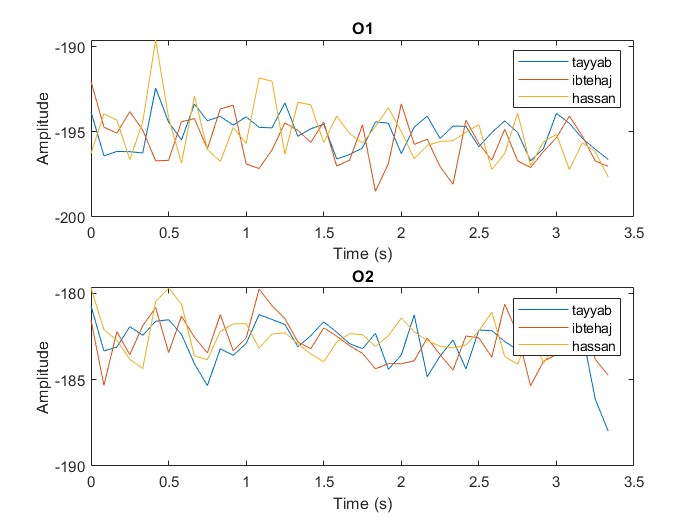 O1
-190
-195
-200
Amplitude
tayyab
ibtehaj
hassan
0 0.5 1 1.5 2 2.5 3 3.5
Time (s)
O2
-180
-185
-190
Amplitude
tayyab
ibtehaj
hassan
0 0.5 1 1.5 2 2.5 3 3.5
Time (s)